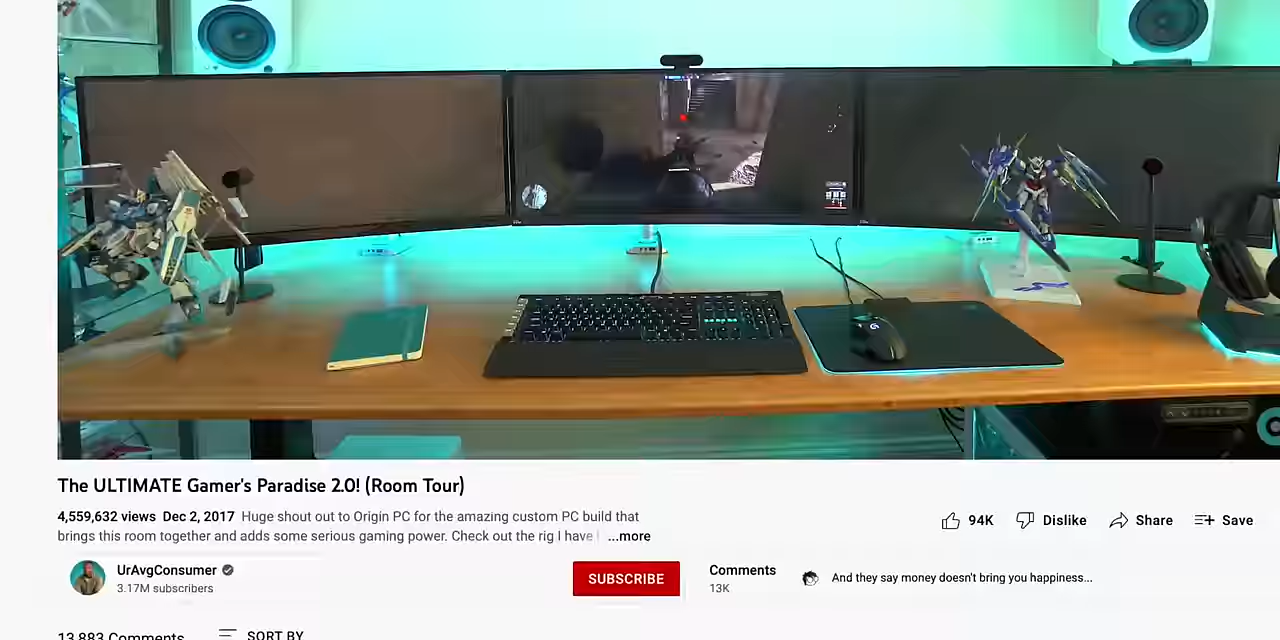 The ULTIMATE Gamer's Paradise 2.0! (Room Tour)
4,559,632 views Dec 2, 2017 Huge shout out to Origin PC for the amazing custom PC build that
brings this room together and adds some serious gaming power. Check out the rig I have ...more
94K Dislike Share Save
UrAvgConsumer
3.17M subscribers
SUBSCRIBE
Comments
13K
And they say money doesn't bring you happiness...
13,883 Comments SORT BY